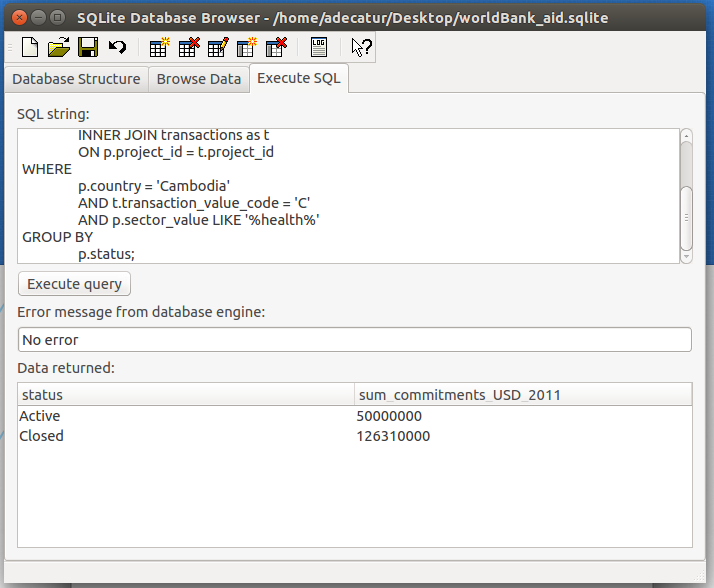 SQLite Database Browser - /home/adecatur/Desktop/worldBank_aid.sqlite
LOG
Database Structure
Browse Data
Execute SQL
SQL string:
INNER JOIN transactions as t
ON p.project_id = t.project_id
WHERE
p.country = 'Cambodia'
AND t.transaction_value_code = 'C'
AND p.sector_value LIKE '%health%'
GROUP BY
p.status;
Execute query
Error message from database engine:
No error
Data returned:
status sum_commitments_USD_2011
Active 50000000
Closed 126310000